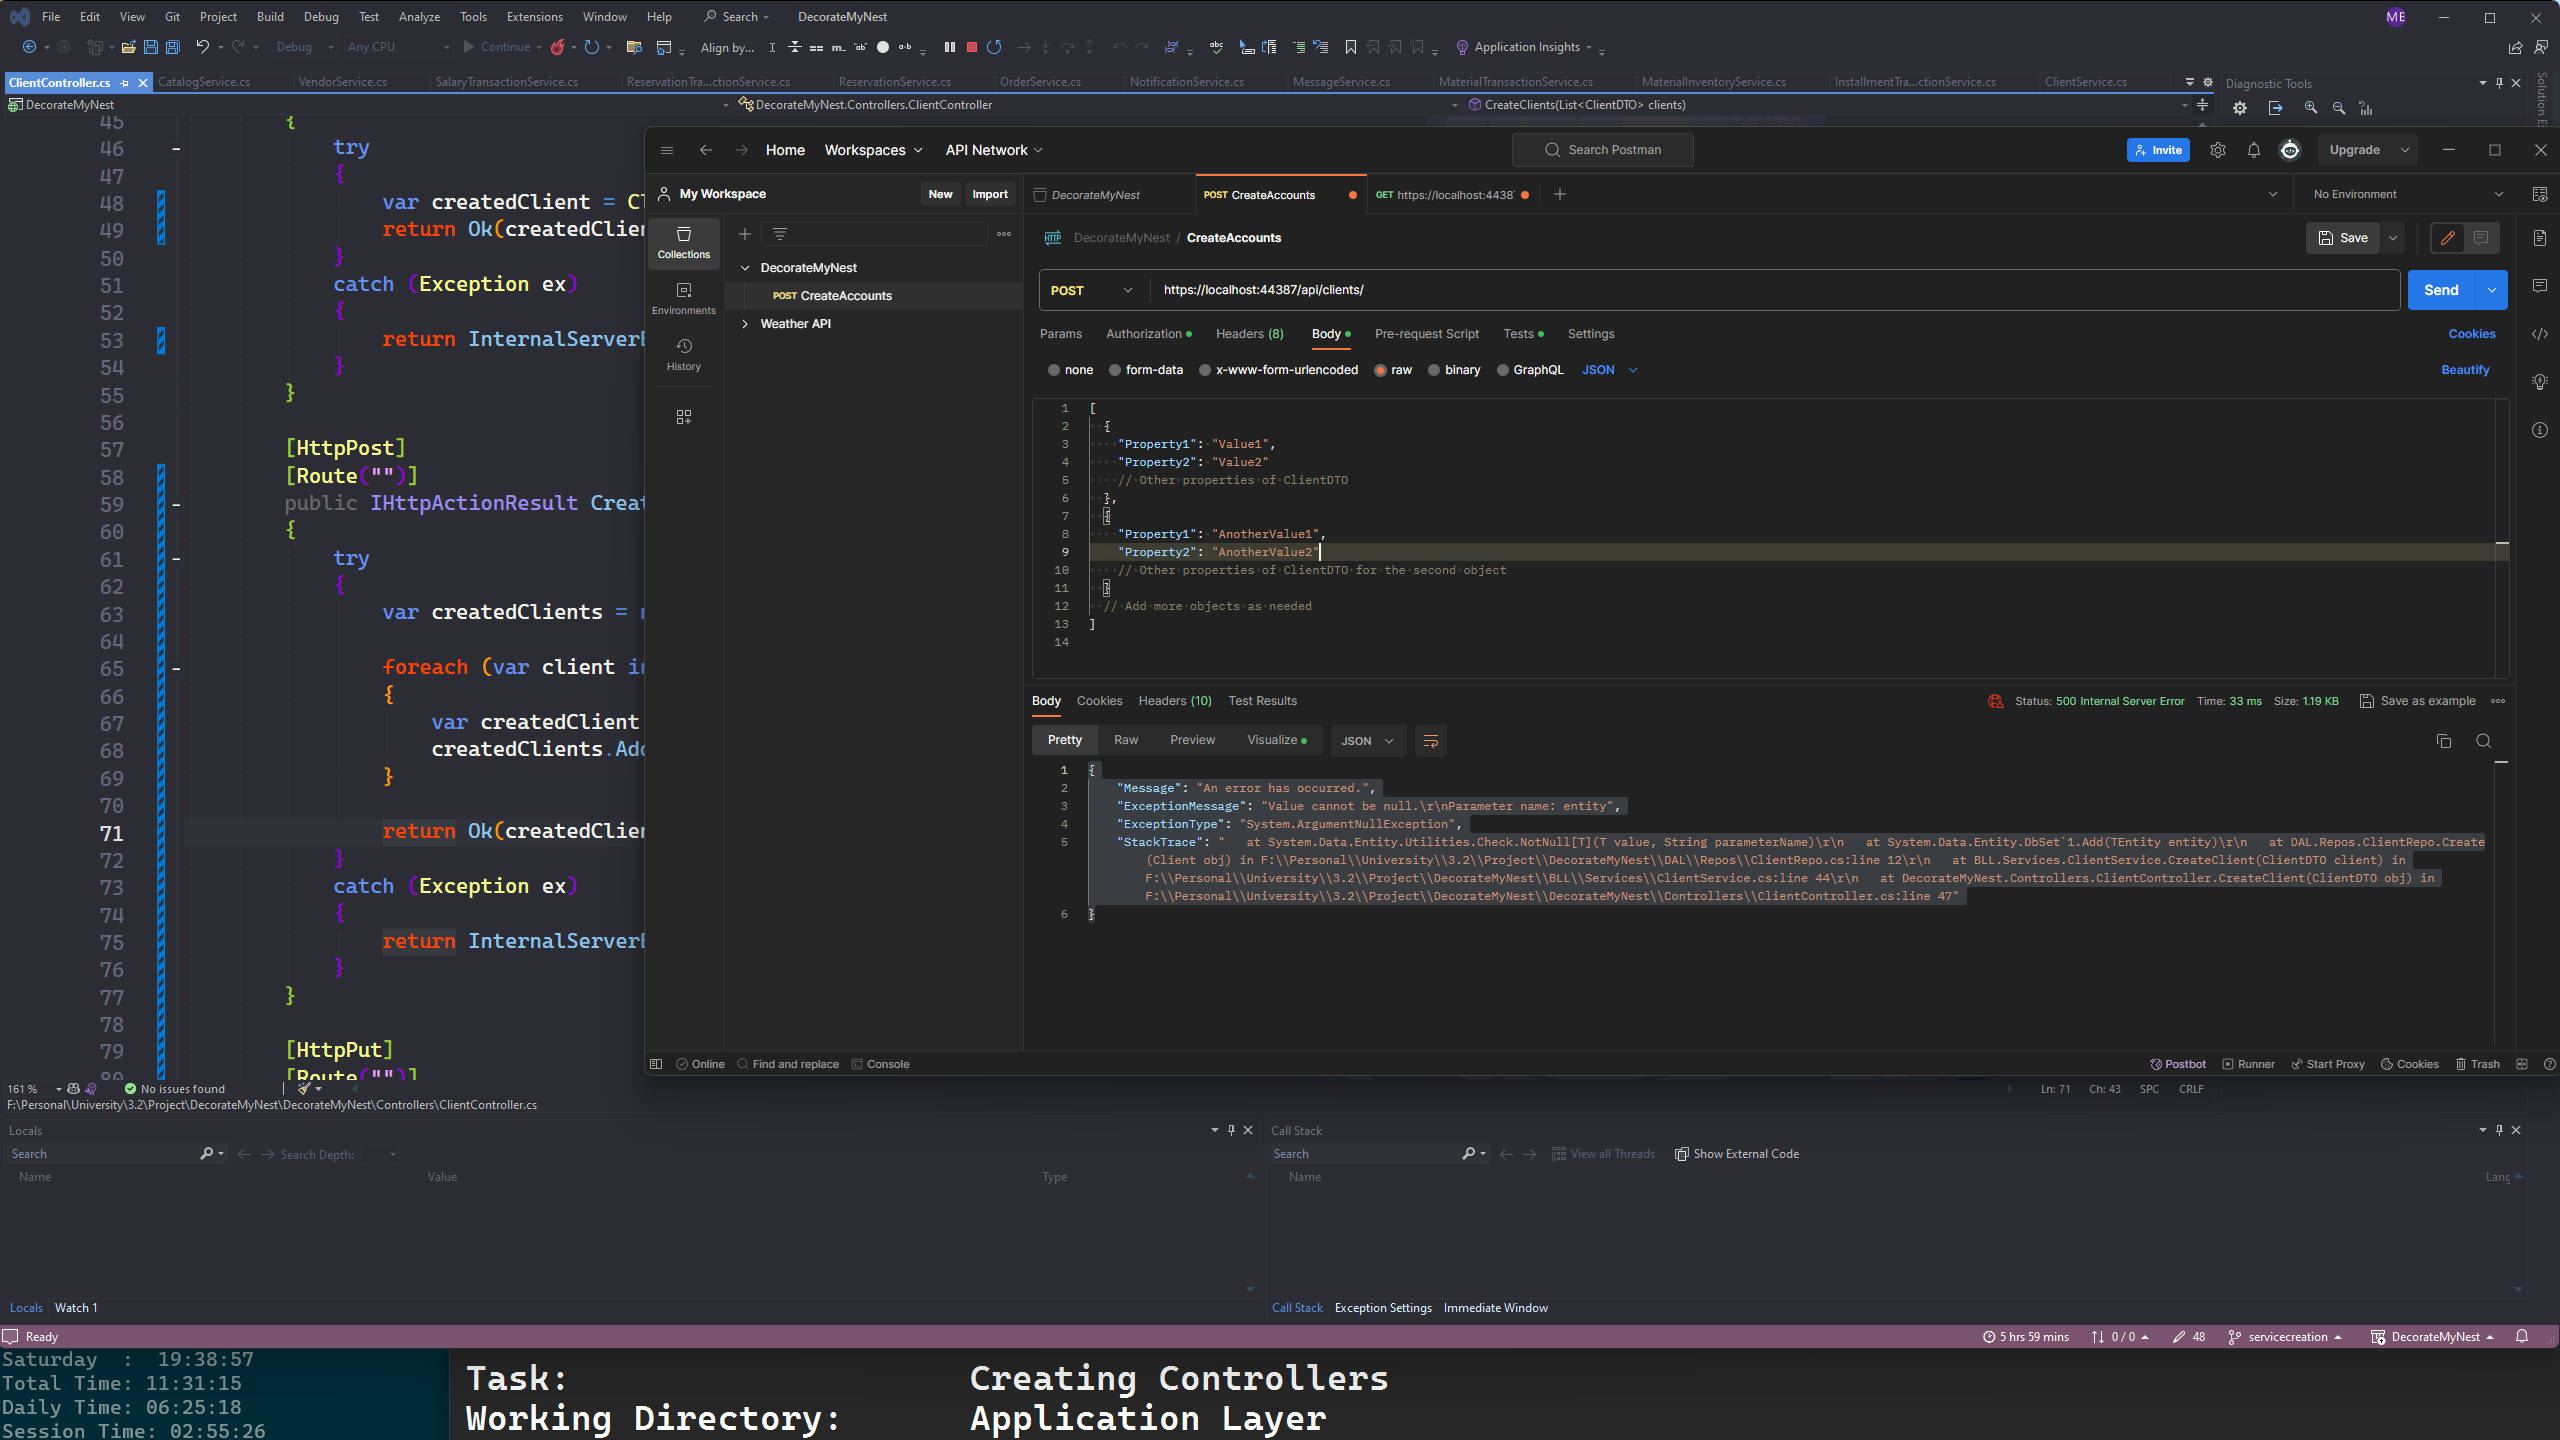 File Edit View Git Project Build Debug Test Analyze Tools Extensions Window Help Search DecorateMyNest ME
Debug Any CPU Continue Align by... Application Insights
ClientController.cs CatalogService.cs VendorService.cs SalaryTransactionService.cs ReservationTra...ctionService.cs ReservationService.cs OrderService.cs NotificationService.cs MessageService.cs MaterialTransactionService.cs MaterialInventoryService.cs InstallmentTra...ctionService.cs ClientService.cs Diagnostic Tools
DecorateMyNest DecorateMyNest.Controllers.ClientController CreateClients(List<ClientDTO> clients)
45 {
46 try
47 {
48 var createdClient = Cl
49 return Ok(createdClien
50 }
51 catch (Exception ex)
52 {
53 return InternalServerE
54 }
55 }
56
57 [HttpPost]
58 [Route("")]
59 public IHttpActionResult Creat
60 {
61 try
62 {
63 var createdClients = n
64
65 foreach (var client in
66 {
67 var createdClient
68 createdClients.Add
69 }
70
71 return Ok(createdClien
72 }
73 catch (Exception ex)
74 {
75 return InternalServerE
76 }
77 }
78
79 [HttpPut]
80 [Route("")]
Home Workspaces API Network Search Postman Invite Upgrade
My Workspace New Import DecorateMyNest POST CreateAccounts GET https://localhost:4438 No Environment
Collections
Environments
History
DecorateMyNest
POST CreateAccounts
Weather API
HTTP DecorateMyNest / CreateAccounts Save
POST https://localhost:44387/api/clients/ Send
Params Authorization Headers (8) Body Pre-request Script Tests Settings Cookies
none form-data x-www-form-urlencoded raw binary GraphQL JSON Beautify
1 [
2 {
3 "Property1": "Value1",
4 "Property2": "Value2"
5 // Other properties of ClientDTO
6 },
7 {
8 "Property1": "AnotherValue1",
9 "Property2": "AnotherValue2"
10 // Other properties of ClientDTO for the second object
11 }
12 // Add more objects as needed
13 ]
14
Body Cookies Headers (10) Test Results Status: 500 Internal Server Error Time: 33 ms Size: 1.19 KB Save as example
Pretty Raw Preview Visualize JSON
1 {
2 "Message": "An error has occurred.",
3 "ExceptionMessage": "Value cannot be null.\r\nParameter name: entity",
4 "ExceptionType": "System.ArgumentNullException",
5 "StackTrace": " at System.Data.Entity.Utilities.Check.NotNull[T](T value, String parameterName)\r\n at System.Data.Entity.DbSet`1.Add(TEntity entity)\r\n at DAL.Repos.ClientRepo.Create
(Client obj) in F:\\Personal\\University\\3.2\\Project\\DecorateMyNest\\DAL\\Repos\\ClientRepo.cs:line 12\r\n at BLL.Services.ClientService.CreateClient(ClientDTO client) in
F:\\Personal\\University\\3.2\\Project\\DecorateMyNest\\BLL\\Services\\ClientService.cs:line 44\r\n at DecorateMyNest.Controllers.ClientController.CreateClient(ClientDTO obj) in
F:\\Personal\\University\\3.2\\Project\\DecorateMyNest\\DecorateMyNest\\Controllers\\ClientController.cs:line 47"
6 }
Online Find and replace Console Postbot Runner Start Proxy Cookies Trash
161 % No issues found Ln: 71 Ch: 43 SPC CRLF
F:\Personal\University\3.2\Project\DecorateMyNest\DecorateMyNest\Controllers\ClientController.cs
Solution E
Locals Call Stack
Search Search Depth: Search View all Threads Show External Code
Name Value Type Name Lang
Locals Watch 1 Call Stack Exception Settings Immediate Window
Ready 5 hrs 59 mins 0 / 0 48 servicecreation DecorateMyNest
Saturday : 19:38:57
Total Time: 11:31:15
Daily Time: 06:25:18
Session Time: 02:55:26
Task: Creating Controllers
Working Directory: Application Layer